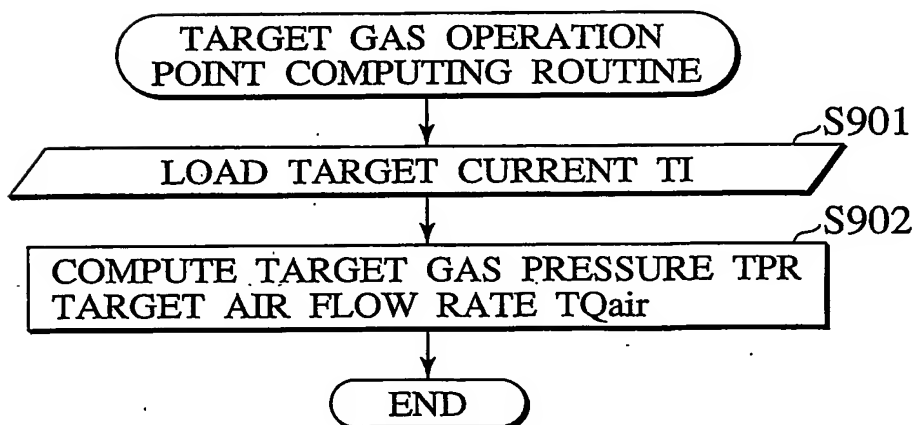 TARGET GAS OPERATION
POINT COMPUTING ROUTINE
S901
LOAD TARGET CURRENT TI
S902
COMPUTE TARGET GAS PRESSURE TPR
TARGET AIR FLOW RATE TQair
END